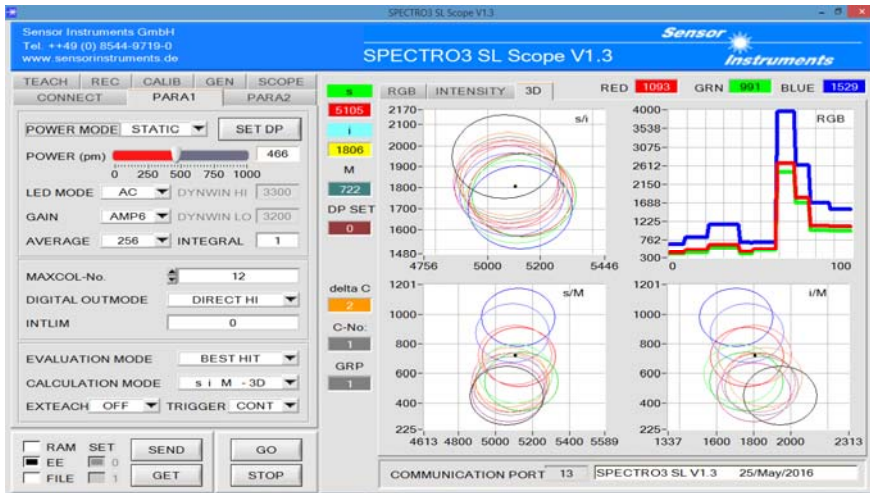 SPECTRO3 SL Scope V1.3
Sensor Instruments GmbH
Tel. ++49 (0) 8544-9719-0
www.sensorinstruments.de
SPECTRO3 SL Scope V1.3
Sensor
Instruments
TEACH REC CALIB GEN SCOPE
CONNECT PARA1 PARA2
POWER MODE STATIC SET DP
POWER (pm) 466
0 250 500 750 1000
LED MODE AC DYNWIN HI 3300
GAIN AMP6 DYNWIN LO 3200
AVERAGE 256 INTEGRAL 1
MAXCOL-No. 12
DIGITAL OUTMODE DIRECT HI
INTLIM 0
EVALUATION MODE BEST HIT
CALCULATION MODE s i M - 3D
EXTEACH OFF TRIGGER CONT
RAM SET SEND GO
EE 0
FILE 1 GET STOP
s
5105
i
1806
M
722
DP SET
0
delta C
2
C-No:
1
GRP
1
RGB INTENSITY 3D RED 1093 GRN 991 BLUE 1529
s/i
2170
2100
2000
1900
1800
1700
1600
1480
4756 5000 5200 5446
RGB
4000
3538
3075
2612
2150
1688
1225
762
300
0 100
s/M
1201
1000
800
600
400
225
4613 4800 5000 5200 5400 5589
i/M
1201
1000
800
600
400
225
1337 1600 1800 2000 2313
COMMUNICATION PORT 13 SPECTRO3 SL V1.3 25/May/2016